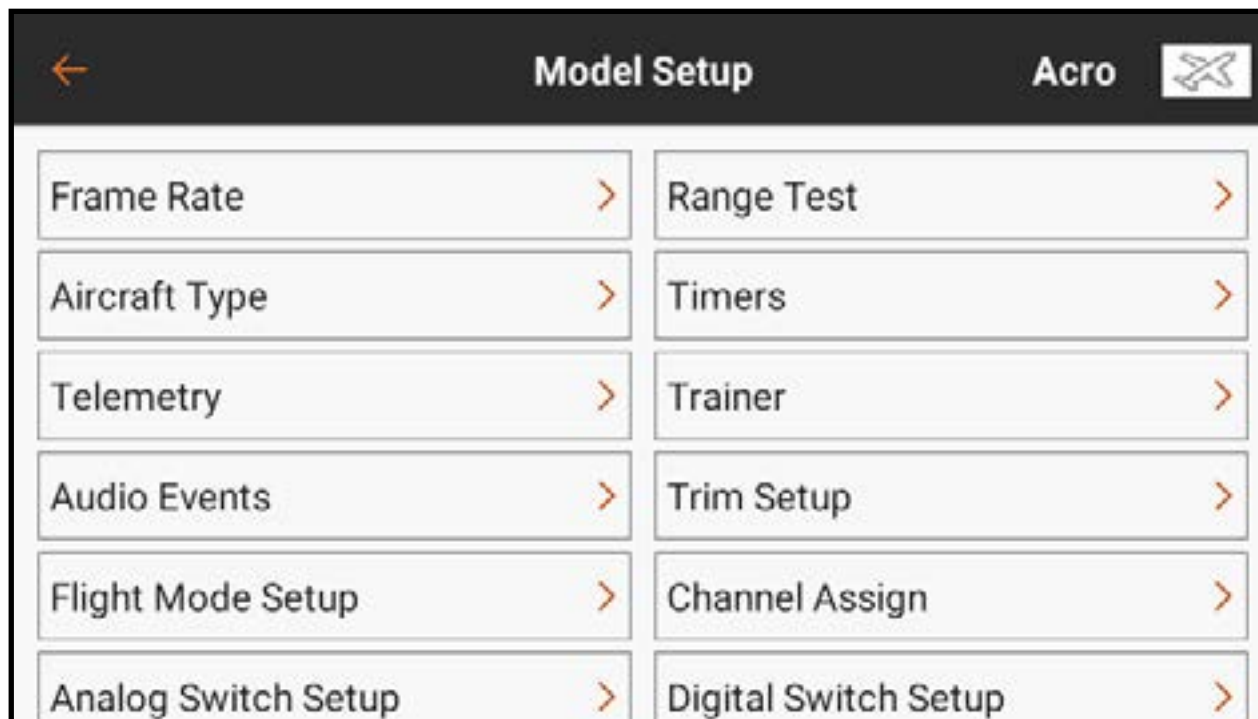 Model Setup Acro
Frame Rate Range Test
Aircraft Type Timers
Telemetry Trainer
Audio Events Trim Setup
Flight Mode Setup Channel Assign
Analog Switch Setup Digital Switch Setup